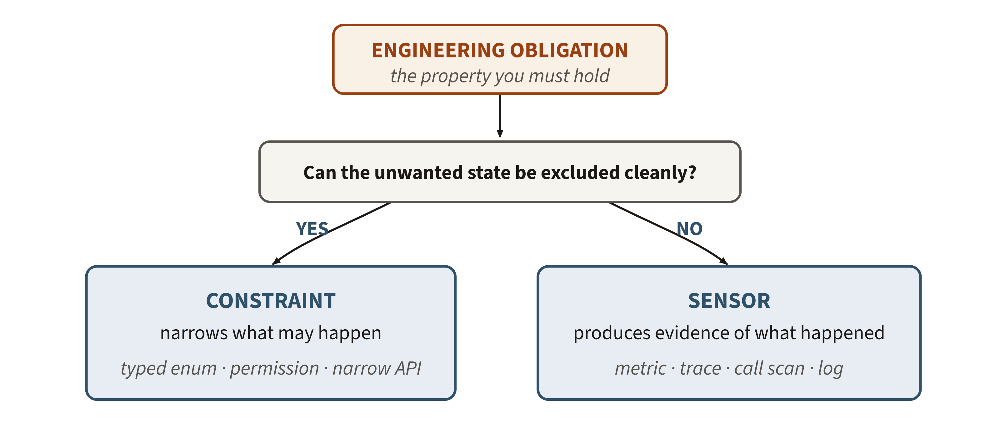 ENGINEERING OBLIGATION
the property you must hold
Can the unwanted state be excluded cleanly?
YES
NO
CONSTRAINT
narrows what may happen
typed enum · permission · narrow API
SENSOR
produces evidence of what happened
metric · trace · call scan · log